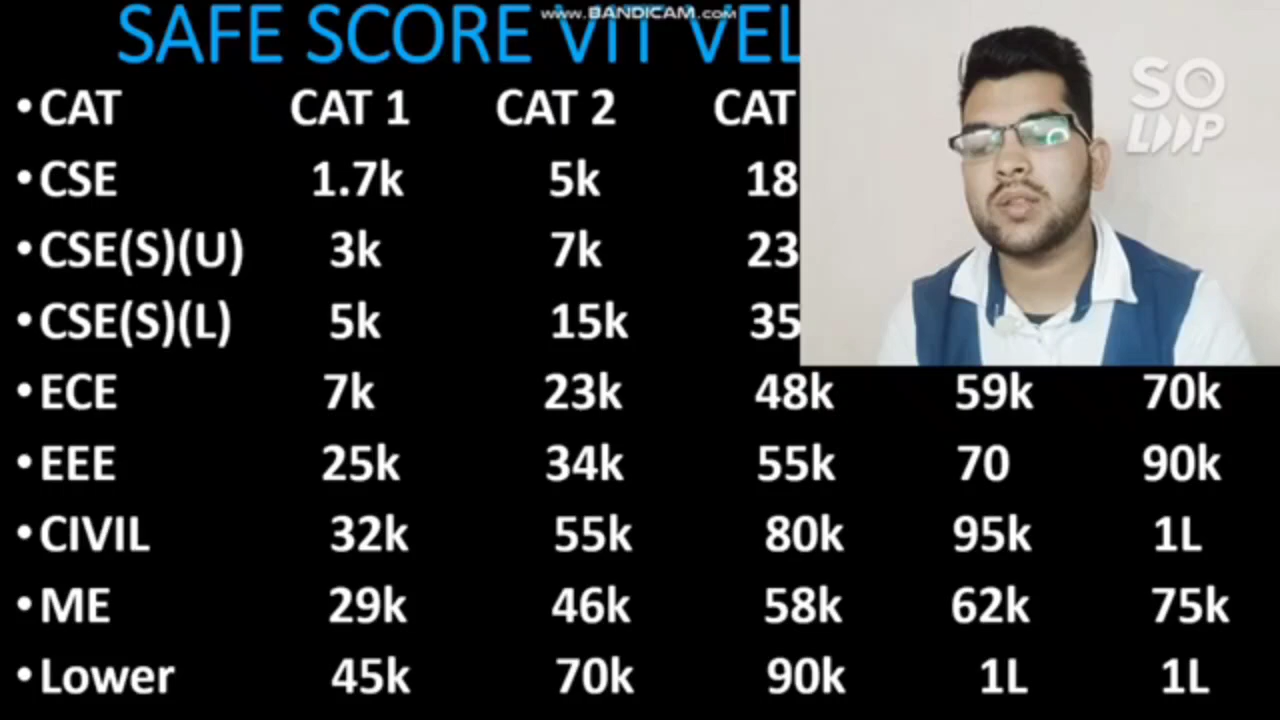 www.BANDICAM.com
SAFE SCORE VIT VEL
• CAT CAT 1 CAT 2 CAT
• CSE 1.7k 5k 18
• CSE(S)(U) 3k 7k 23
• CSE(S)(L) 5k 15k 35
• ECE 7k 23k 48k 59k 70k
• EEE 25k 34k 55k 70 90k
• CIVIL 32k 55k 80k 95k 1L
• ME 29k 46k 58k 62k 75k
• Lower 45k 70k 90k 1L 1L
SO
LOOP